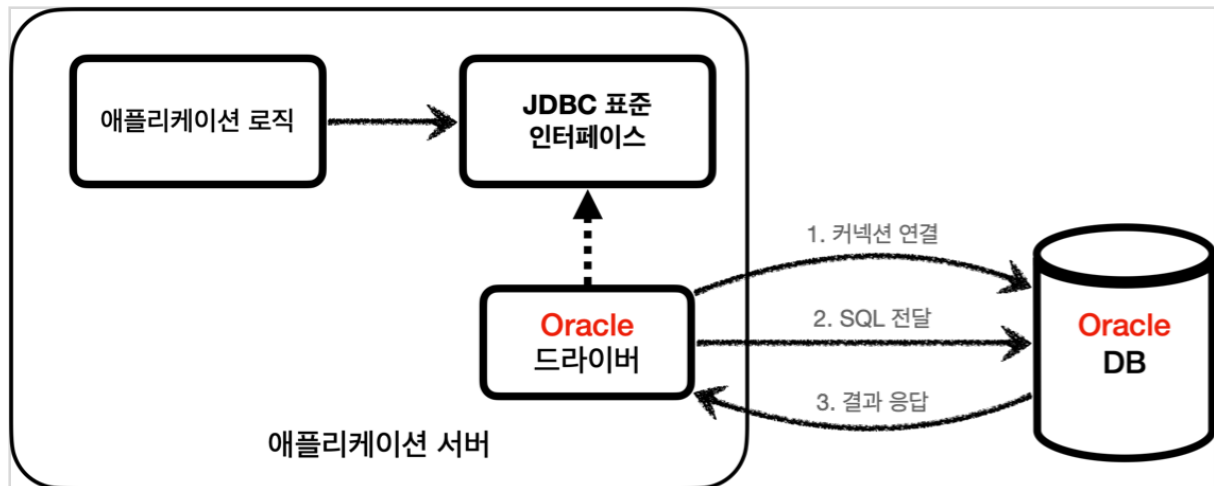 애플리케이션 로직
JDBC 표준
인터페이스
1. 커넥션 연결
Oracle
드라이버
2. SQL 전달
Oracle
DB
3. 결과 응답
애플리케이션 서버